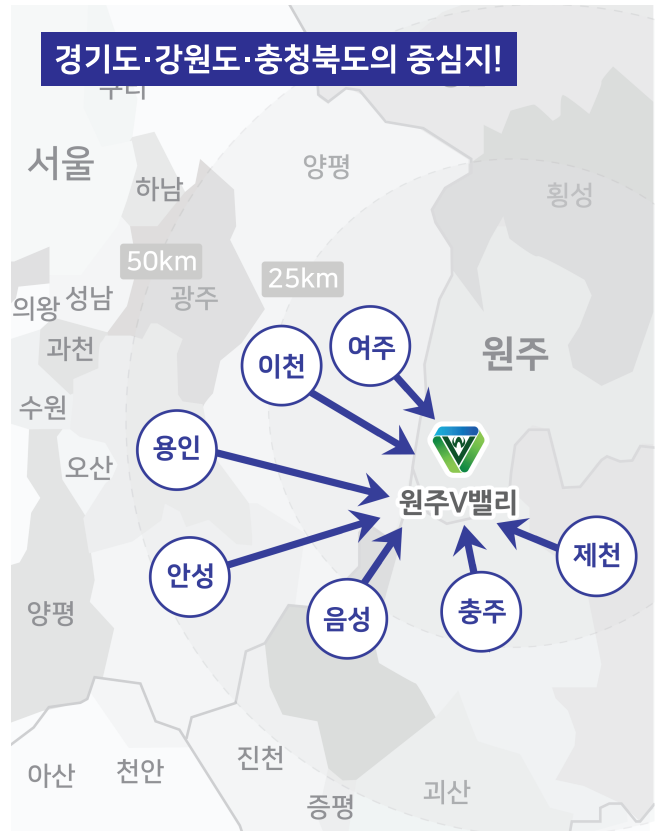 경기도·강원도·충청북도의 중심지!
구리
서울
하남
양평
횡성
50km
25km
의왕
성남
광주
과천
수원
오산
이천
여주
원주
용인
원주V밸리
안성
음성
충주
제천
양평
아산
천안
진천
증평
괴산